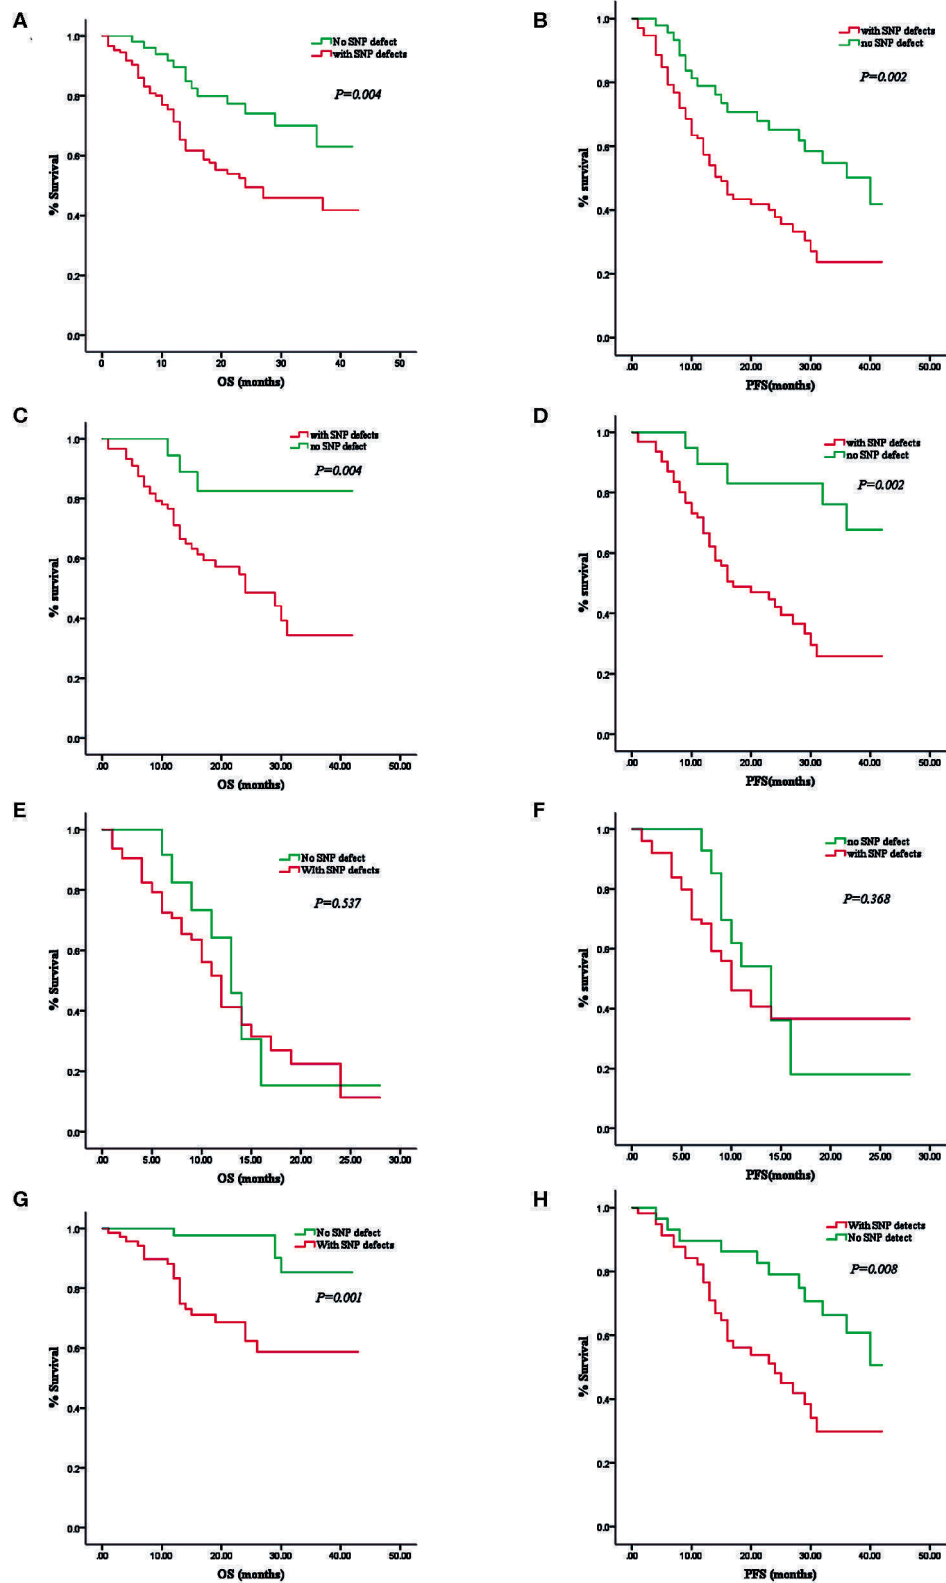 A
No SNP defect
with SNP defects
P=0.004
1.0
0.8
0.6
0.4
0.2
0.0
% Survival
0
10
20
30
40
50
OS (months)
B
with SNP defects
no SNP defect
P=0.002
1.0
0.8
0.6
0.4
0.2
0.0
% survival
.00
10.00
20.00
30.00
40.00
50.00
PFS(months)
C
with SNP defects
no SNP defect
P=0.004
1.0
0.8
0.6
0.4
0.2
0.0
% survival
.00
10.00
20.00
30.00
40.00
50.00
OS (months)
D
with SNP defects
no SNP defect
P=0.002
1.0
0.8
0.6
0.4
0.2
0.0
% survival
.00
10.00
20.00
30.00
40.00
50.00
PFS(months)
E
No SNP defect
With SNP defects
P=0.537
1.0
0.8
0.6
0.4
0.2
0.0
% Survival
.00
5.00
10.00
15.00
20.00
25.00
30.00
OS (months)
F
no SNP defect
with SNP defects
P=0.368
1.0
0.8
0.6
0.4
0.2
0.0
% survival
.00
5.00
10.00
15.00
20.00
25.00
30.00
PFS(months)
G
No SNP defect
With SNP defects
P=0.001
1.0
0.8
0.6
0.4
0.2
0.0
% Survival
.00
10.00
20.00
30.00
40.00
50.00
OS (months)
H
With SNP detects
No SNP detect
P=0.008
1.0
0.8
0.6
0.4
0.2
0.0
% Survival
.00
10.00
20.00
30.00
40.00
50.00
PFS (months)